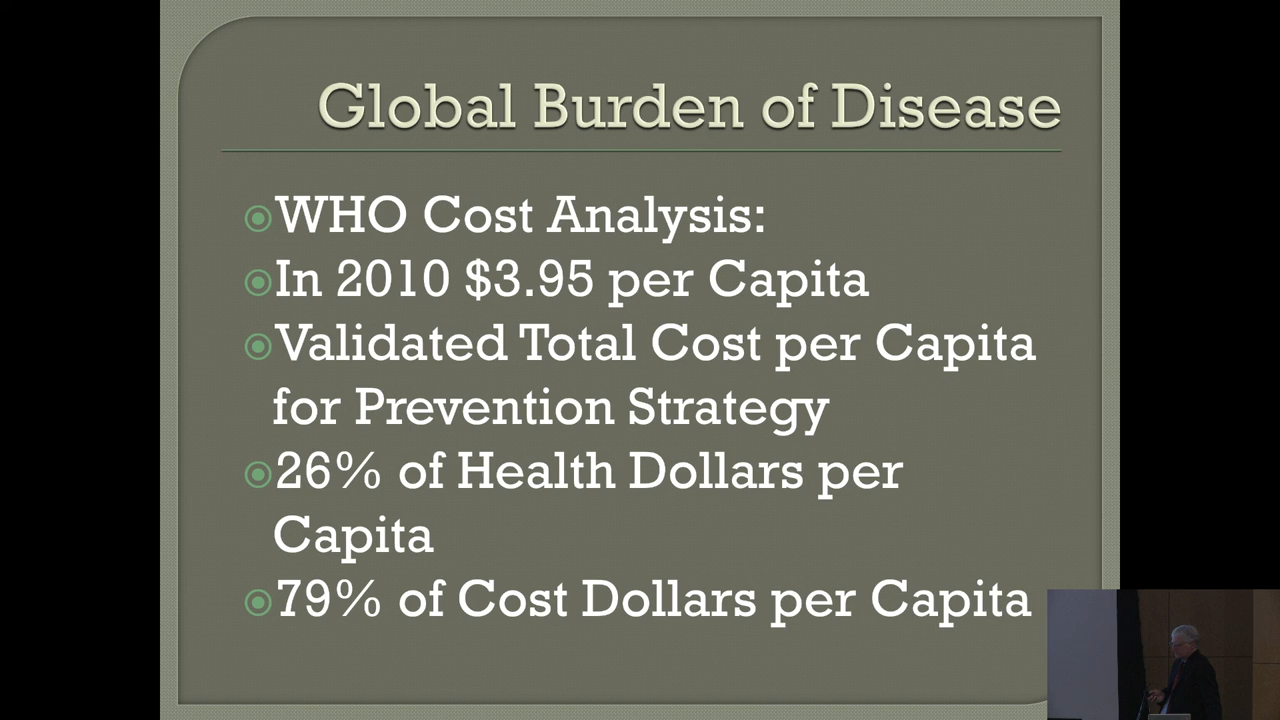 Global Burden of Disease
WHO Cost Analysis:
In 2010 $3.95 per Capita
Validated Total Cost per Capita
for Prevention Strategy
26% of Health Dollars per
Capita
79% of Cost Dollars per Capita